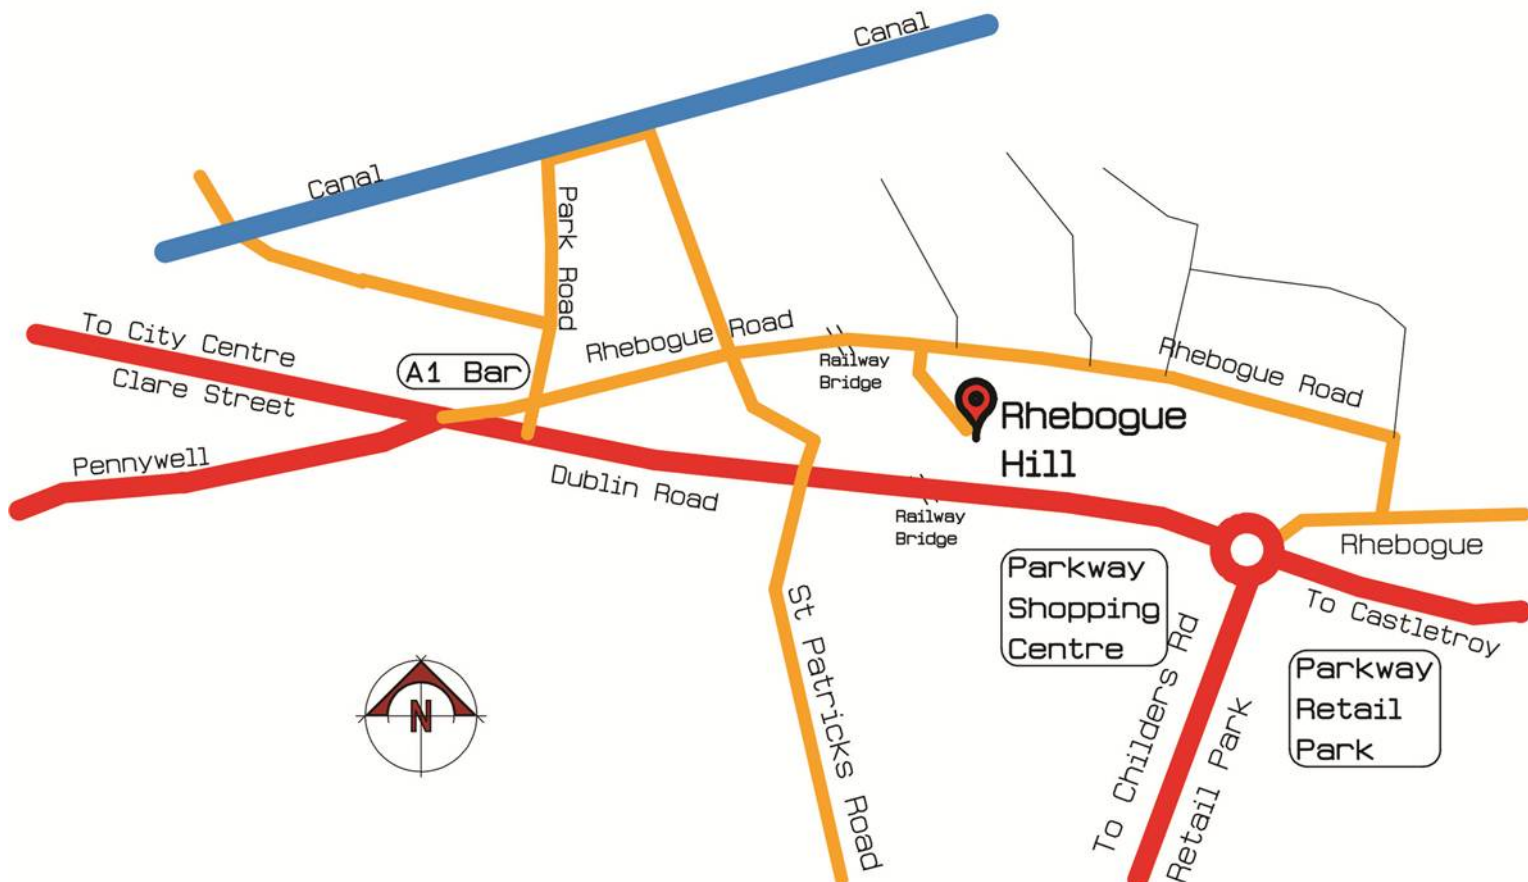 Canal
Canal
Park Road
To City Centre
Clare Street
A1 Bar
Rhebogue Road
Railway
Bridge
Rhebogue Road
Rhebogue
Hill
Pennywell
Dublin Road
Railway
Bridge
Rhebogue
Parkway
Shopping
Centre
To Castletroy
St Patricks Road
To Childers Rd
Retail Park
Parkway
Retail
Park
N